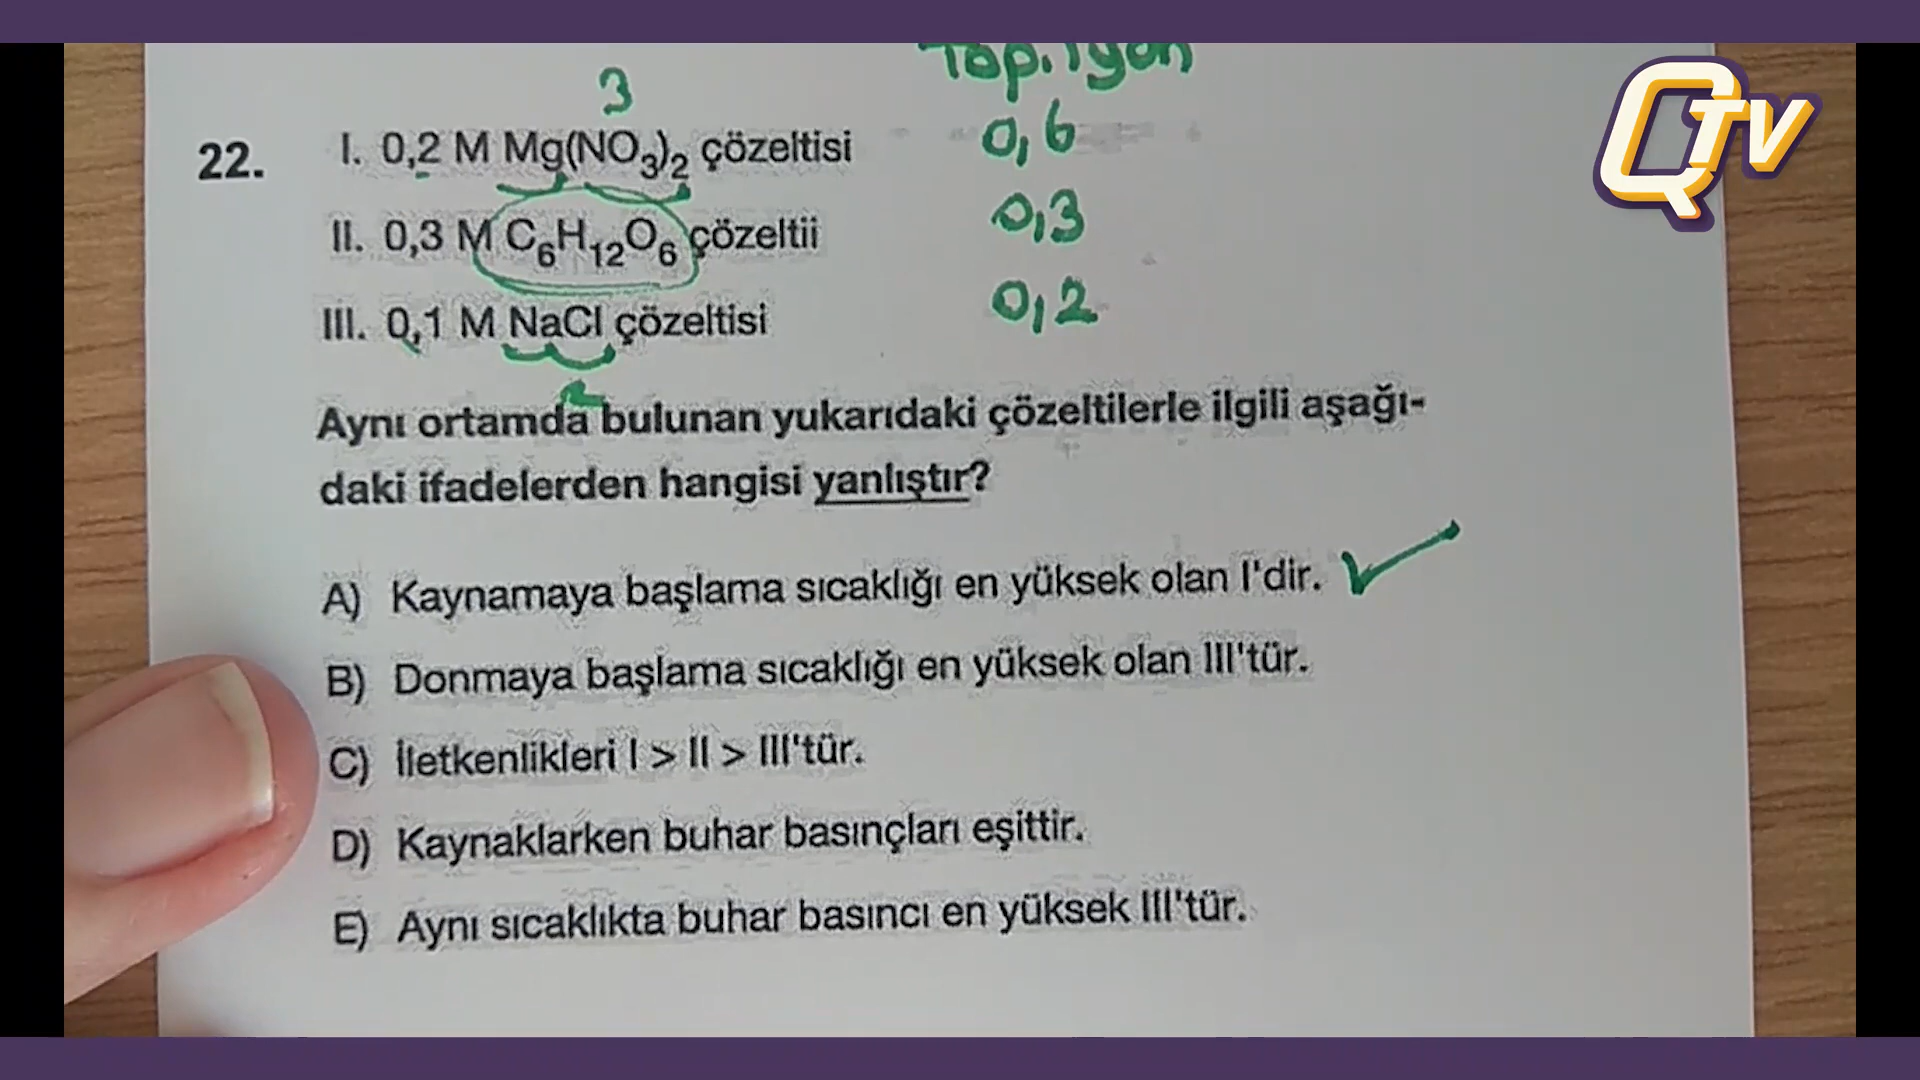 Top. iyon
3
22. I. 0,2 M Mg(NO3)2 çözeltisi 0,6
II. 0,3 M C6H12O6 çözeltii 0,3
III. 0,1 M NaCl çözeltisi 0,2
2
Aynı ortamda bulunan yukarıdaki çözeltilerle ilgili aşağı-
daki ifadelerden hangisi yanlıştır?
A) Kaynamaya başlama sıcaklığı en yüksek olan I'dir.
B) Donmaya başlama sıcaklığı en yüksek olan III'tür.
C) İletkenlikleri I > II > III'tür.
D) Kaynaklarken buhar basınçları eşittir.
E) Aynı sıcaklıkta buhar basıncı en yüksek III'tür.
QTV